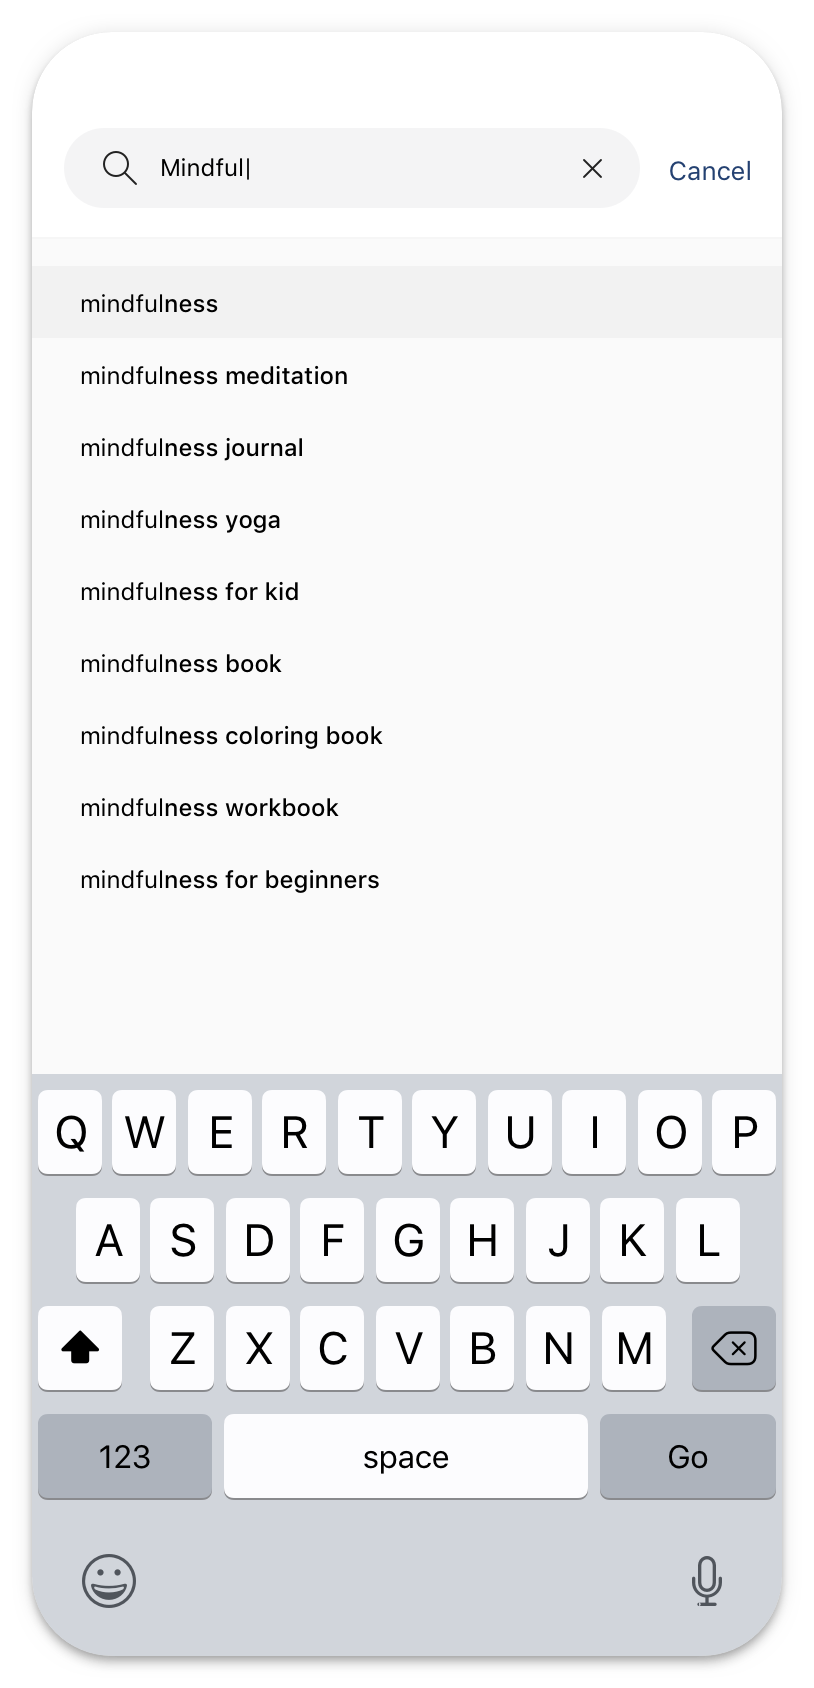 Mindful
Cancel
mindfulness
mindfulness meditation
mindfulness journal
mindfulness yoga
mindfulness for kid
mindfulness book
mindfulness coloring book
mindfulness workbook
mindfulness for beginners
Q W E R T Y U I O P
A S D F G H J K L
Z X C V B N M
123 space Go